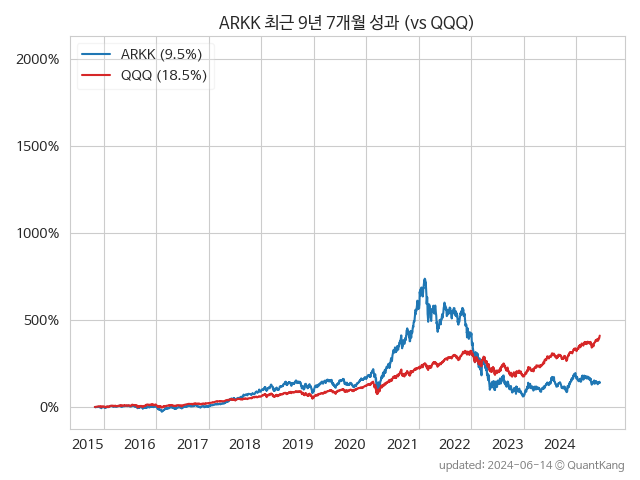 ARKK 최근 9년 7개월 성과 (vs QQQ)
ARKK (9.5%)
QQQ (18.5%)
2000%
1500%
1000%
500%
0%
2015 2016 2017 2018 2019 2020 2021 2022 2023 2024
updated: 2024-06-14 © QuantKang